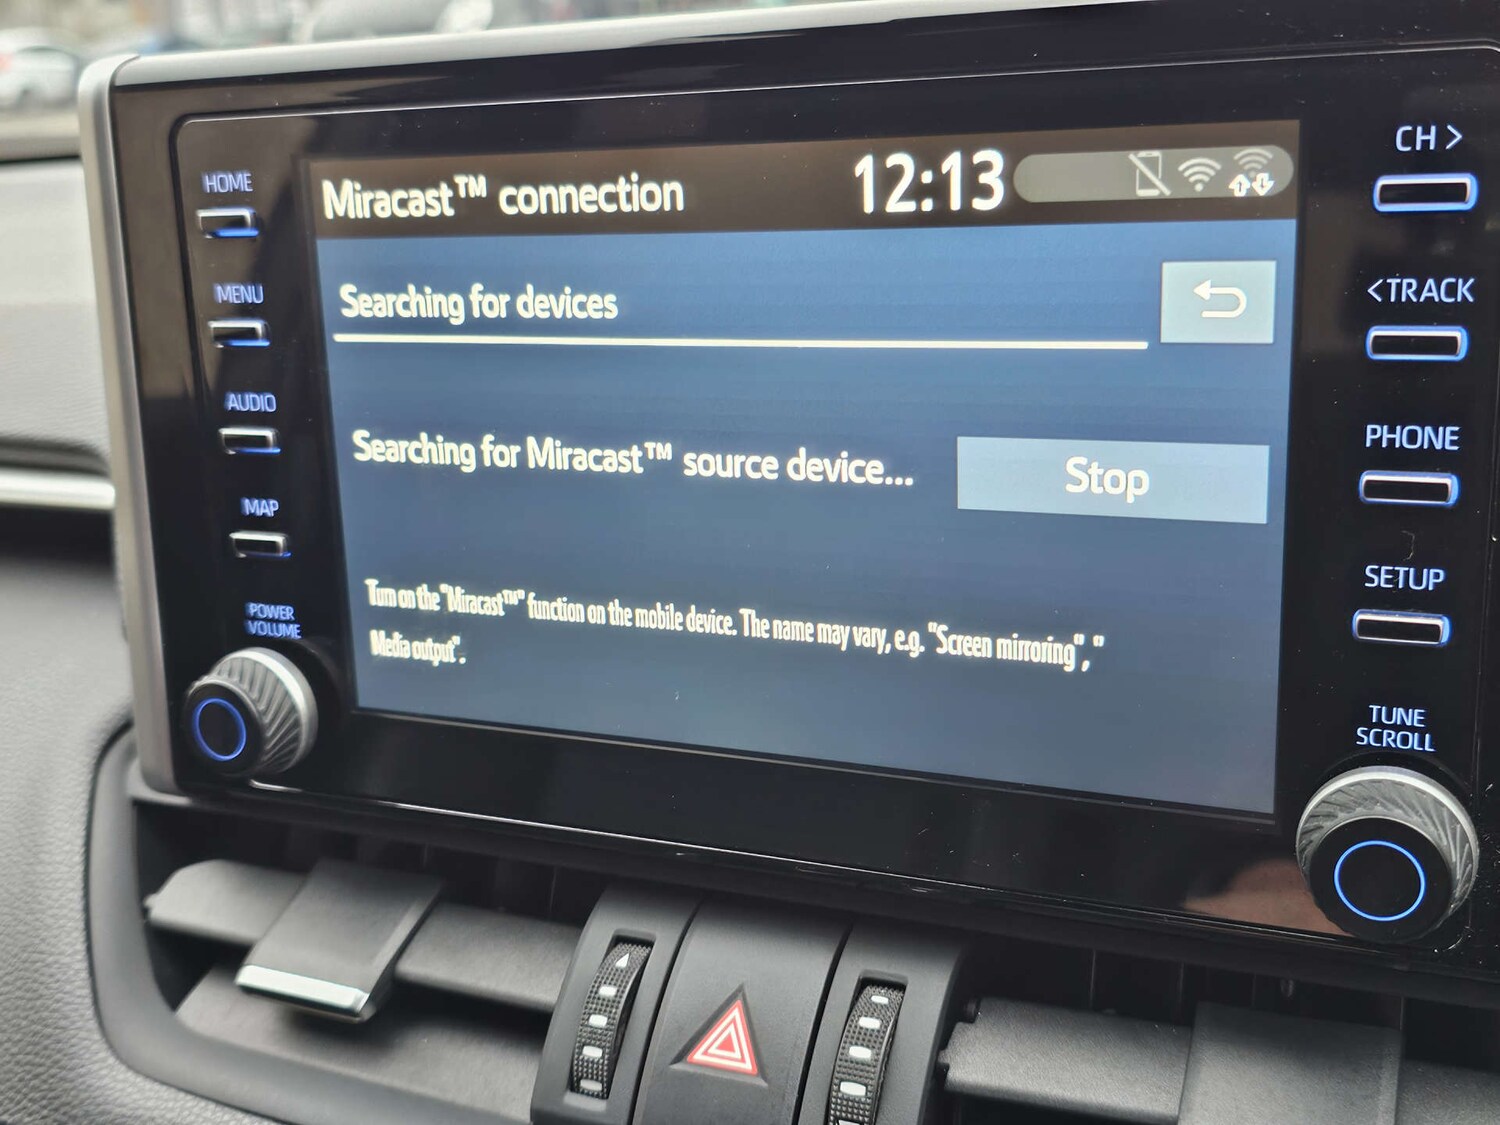 Miracast™ connection 12:13
Searching for devices
Searching for Miracast™ source device...
Stop
Turn on the "Miracast™" function on the mobile device. The name may vary, e.g. "Screen mirroring", "
Media output".
HOME
MENU
AUDIO
MAP
POWER
VOLUME
CH >
< TRACK
PHONE
SETUP
TUNE
SCROLL